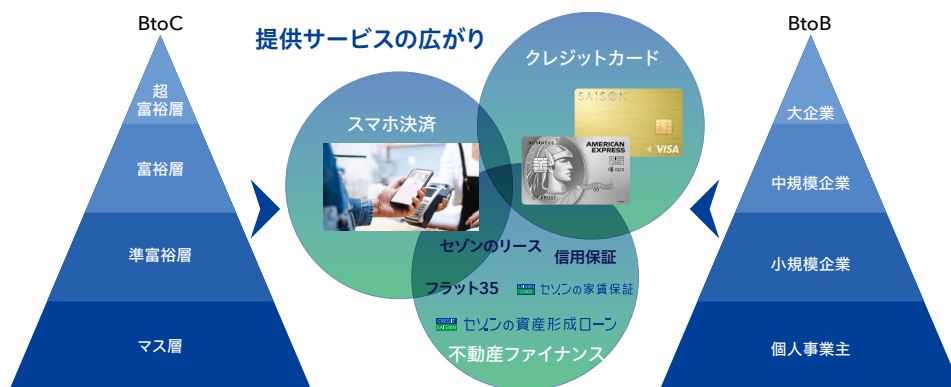 BtoC
提供サービスの広がり
BtoB
超
富裕層
富裕層
準富裕層
マス層
スマホ決済
クレジットカード
SAISON
VISA
BUSINESS
AMERICAN
EXPRESS
セゾンのリース
信用保証
フラット35
セゾンの家賃保証
CREDIT
SAISON
セゾンの資産形成ローン
不動産ファイナンス
大企業
中規模企業
小規模企業
個人事業主